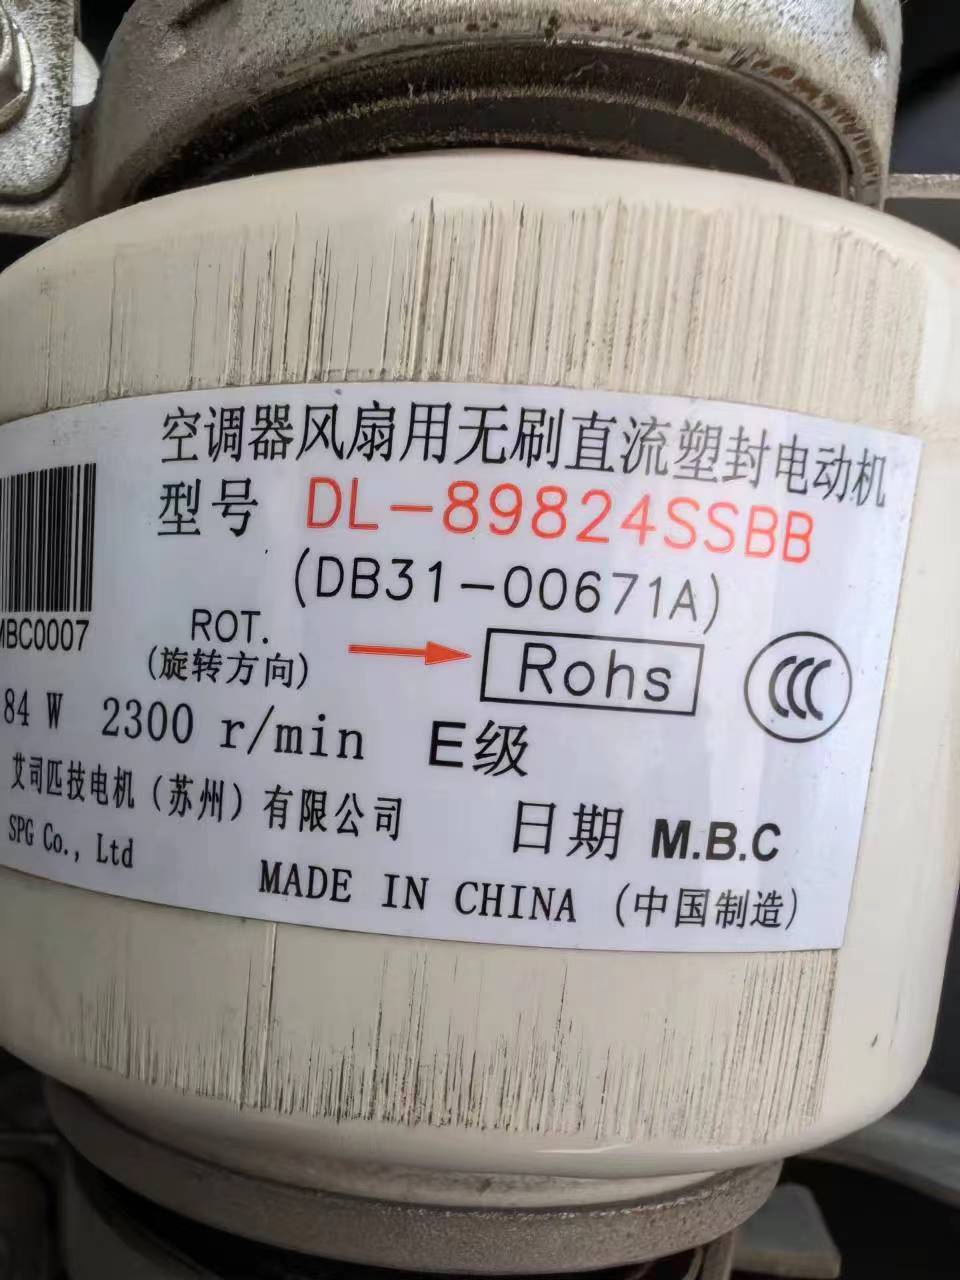 空调器风扇用无刷直流塑封电动机
型号 DL-89824SSBB
(DB31-00671A)
MBC0007
ROT.
(旋转方向)
Rohs
CCC
84 W 2300 r/min E级
艾司匹技电机(苏州)有限公司
日期 M.B.C
SPG Co., Ltd
MADE IN CHINA (中国制造)